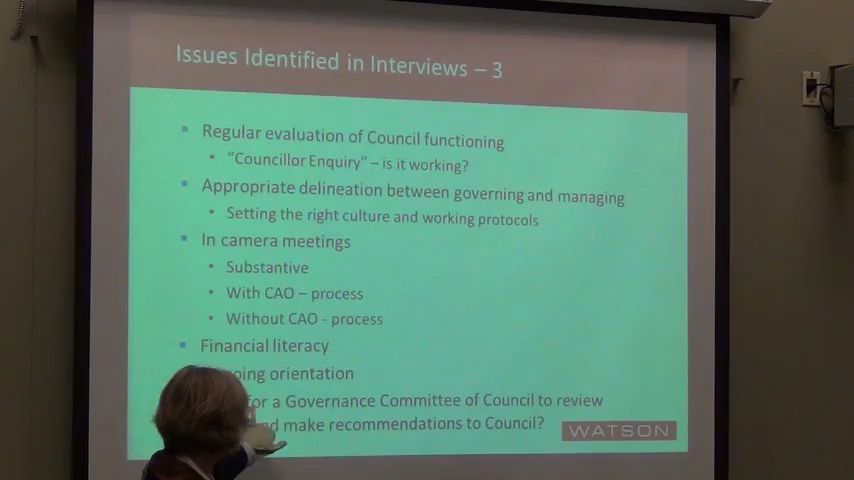 Issues Identified in Interviews – 3
Regular evaluation of Council functioning
"Councillor Enquiry" – is it working?
Appropriate delineation between governing and managing
Setting the right culture and working protocols
In camera meetings
Substantive
With CAO – process
Without CAO - process
Financial literacy
orientation
a Governance Committee of Council to review
make recommendations to Council?
WATSON